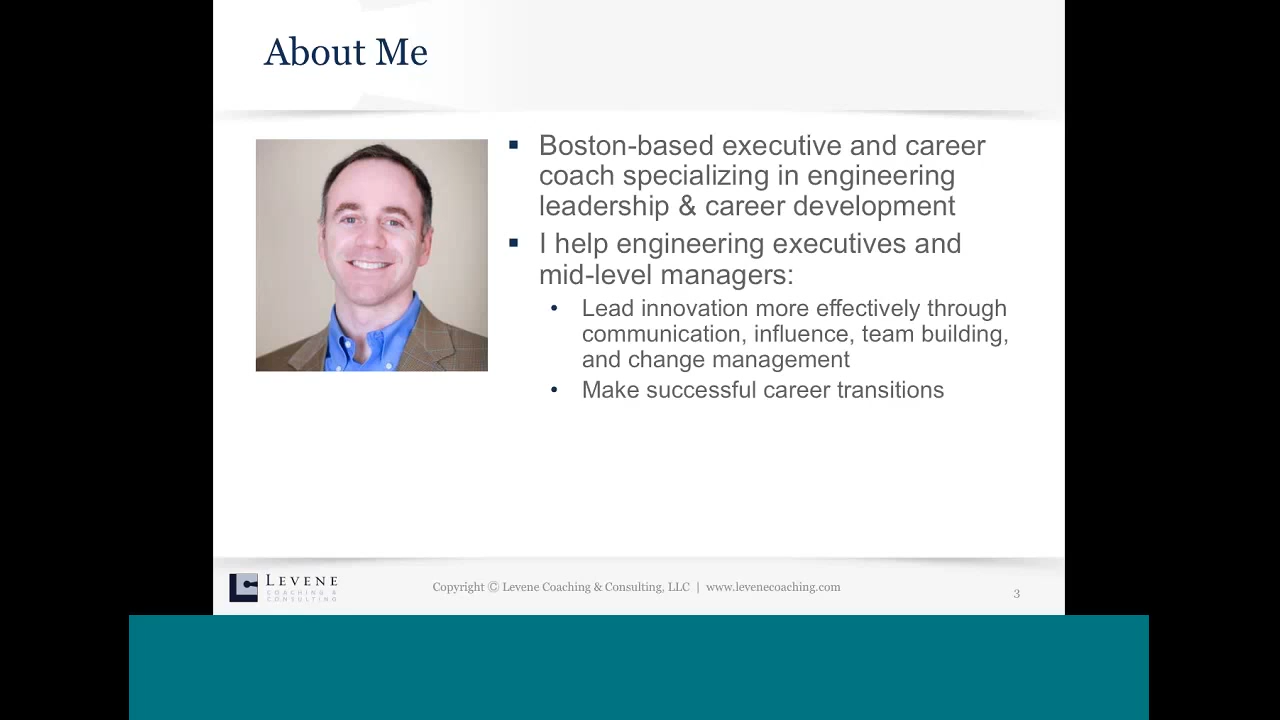 About Me
Boston-based executive and career
coach specializing in engineering
leadership & career development
I help engineering executives and
mid-level managers:
Lead innovation more effectively through
communication, influence, team building,
and change management
Make successful career transitions
LEVENE
COACHING &
CONSULTING
Copyright © Levene Coaching & Consulting, LLC | www.levenecoaching.com
3